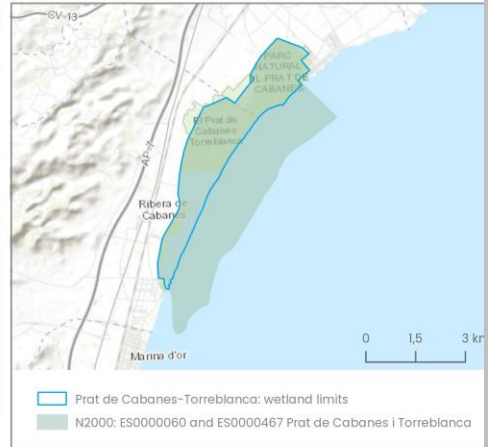 CV-13
PARC
NATURAL
EL PRAT DE
CABANES
El Prat de
Cabanes
Torreblanca
AP-7
Ribera de
Cabanes
0 1,5 3 km
Marina d'or
Prat de Cabanes-Torreblanca: wetland limits
N2000: ES0000060 and ES0000467 Prat de Cabanes i Torreblanca